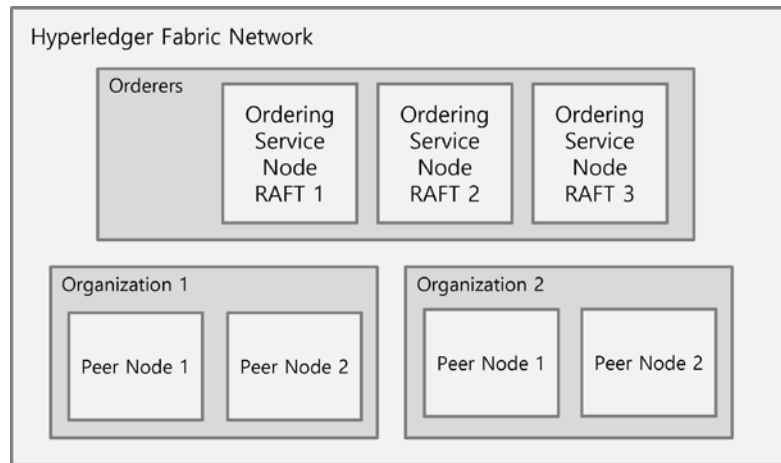 Hyperledger Fabric Network
Orderers
Ordering
Service
Node
RAFT 1
Ordering
Service
Node
RAFT 2
Ordering
Service
Node
RAFT 3
Organization 1
Peer Node 1
Peer Node 2
Organization 2
Peer Node 1
Peer Node 2